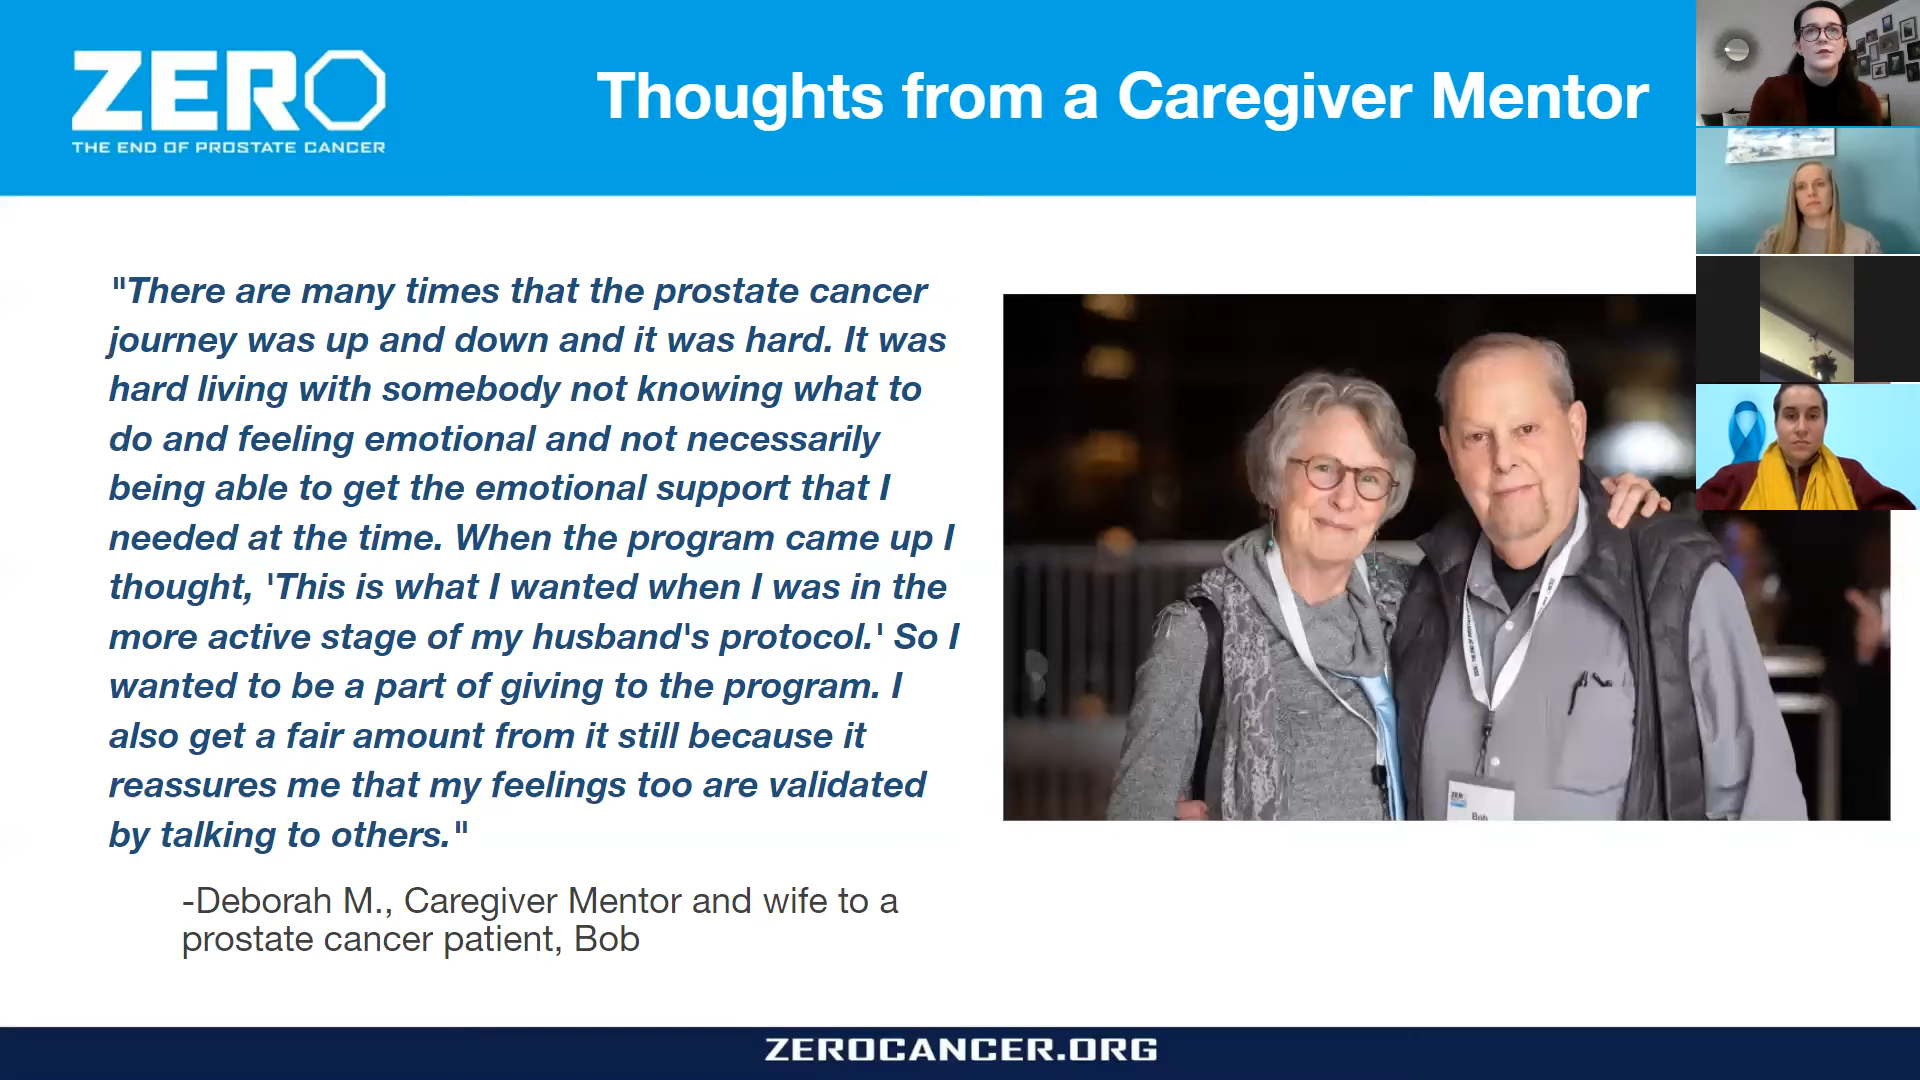 ZERO
THE END OF PROSTATE CANCER
Thoughts from a Caregiver Mentor
"There are many times that the prostate cancer
journey was up and down and it was hard. It was
hard living with somebody not knowing what to
do and feeling emotional and not necessarily
being able to get the emotional support that I
needed at the time. When the program came up I
thought, 'This is what I wanted when I was in the
more active stage of my husband's protocol.' So I
wanted to be a part of giving to the program. I
also get a fair amount from it still because it
reassures me that my feelings too are validated
by talking to others."
-Deborah M., Caregiver Mentor and wife to a
prostate cancer patient, Bob
ZERO
Bob
ZEROCANCER.ORG